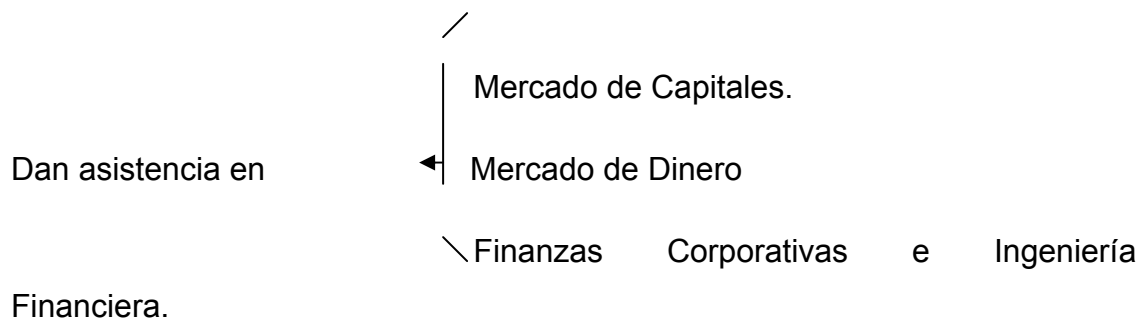 Mercado de Capitales.
Dan asistencia en Mercado de Dinero
Finanzas Corporativas e Ingeniería
Financiera.